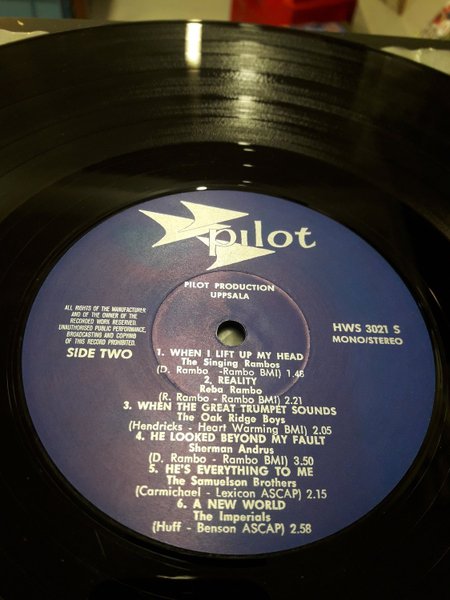 pilot
PILOT PRODUCTION
UPPSALA
ALL RIGHTS OF THE MANUFACTURER
AND OF THE OWNER OF THE
RECORDED WORK RESERVED.
UNAUTHORISED PUBLIC PERFORMANCE,
BROADCASTING AND COPYING
OF THIS RECORD PROHIBITED.
SIDE TWO
HWS 3021 S
MONO/STEREO
1. WHEN I LIFT UP MY HEAD
The Singing Rambos
(D. Rambo -Rambo BMI) 1.48
2. REALITY
Reba Rambo
(R. Rambo - Rambo BMI) 2.21
3. WHEN THE GREAT TRUMPET SOUNDS
The Oak Ridge Boys
(Hendricks - Heart Warming BMI) 2.05
4. HE LOOKED BEYOND MY FAULT
Sherman Andrus
(D. Rambo - Rambo BMI) 3.50
5. HE'S EVERYTHING TO ME
The Samuelson Brothers
(Carmichael - Lexicon ASCAP) 2.15
6. A NEW WORLD
The Imperials
(Huff - Benson ASCAP) 2.58